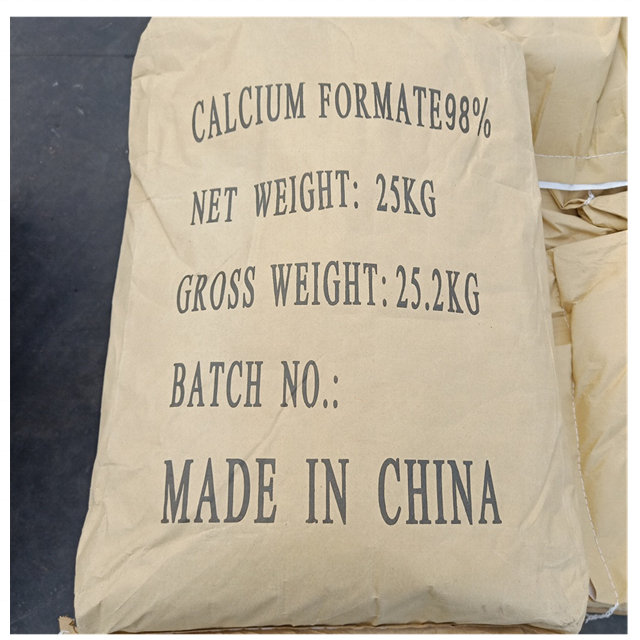 CALCIUM FORMATE98%
NET WEIGHT: 25KG
GROSS WEIGHT:25.2KG
BATCH NO.:
MADE IN CHINA